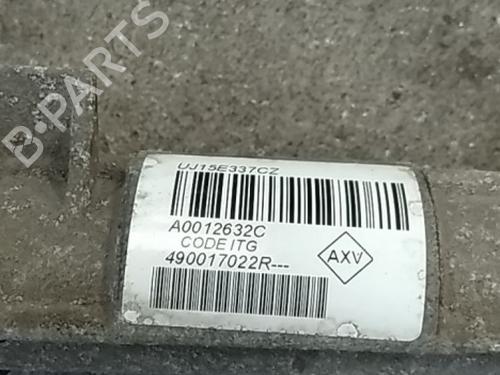 B-PARTS
UJ15E337CZ
A0012632C
CODE ITG
AXV
490017022R---